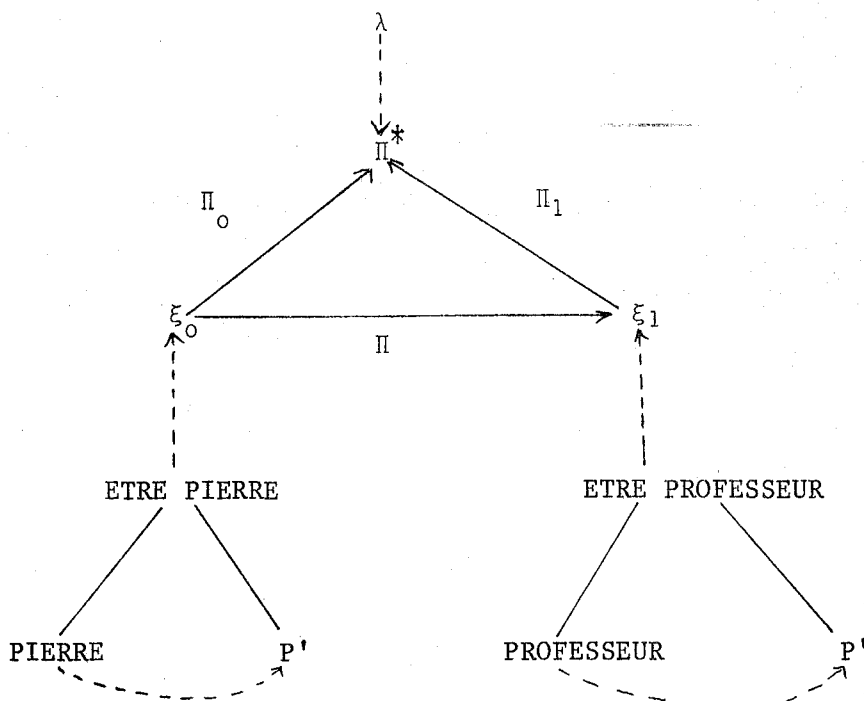 λ
Π*
Π₀ Π₁
ξ₀ ξ₁
Π
ETRE PIERRE ETRE PROFESSEUR
PIERRE P' PROFESSEUR P'